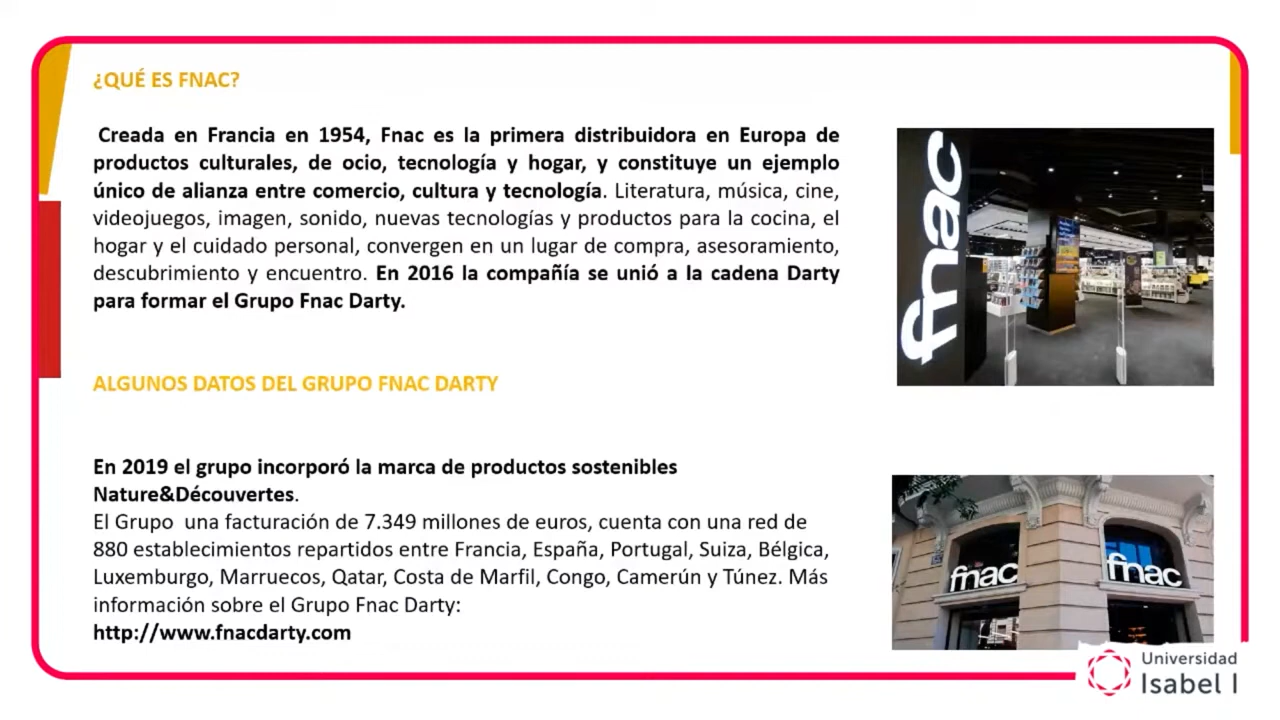 ¿QUÉ ES FNAC?
Creada en Francia en 1954, Fnac es la primera distribuidora en Europa de
productos culturales, de ocio, tecnología y hogar, y constituye un ejemplo
único de alianza entre comercio, cultura y tecnología. Literatura, música, cine,
videojuegos, imagen, sonido, nuevas tecnologías y productos para la cocina, el
hogar y el cuidado personal, convergen en un lugar de compra, asesoramiento,
descubrimiento y encuentro. En 2016 la compañía se unió a la cadena Darty
para formar el Grupo Fnac Darty.
fnac
ALGUNOS DATOS DEL GRUPO FNAC DARTY
En 2019 el grupo incorporó la marca de productos sostenibles
Nature&Découvertes.
El Grupo  una facturación de 7.349 millones de euros, cuenta con una red de
880 establecimientos repartidos entre Francia, España, Portugal, Suiza, Bélgica,
Luxemburgo, Marruecos, Qatar, Costa de Marfil, Congo, Camerún y Túnez. Más
información sobre el Grupo Fnac Darty:
http://www.fnacdarty.com
fnac
fnac
Universidad
Isabel I